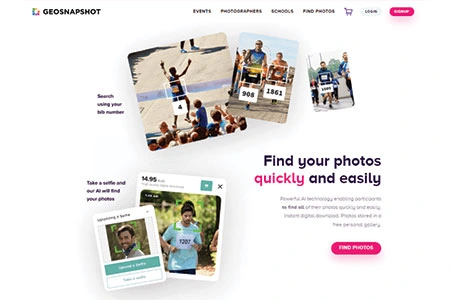 GEOSNAPSHOT
EVENTS PHOTOGRAPHERS SCHOOLS FIND PHOTOS LOGIN SIGNUP
Search
using your
bib number
4
908
1861
Find your photos
quickly and easily
Take a selfie and
our AI will find
your photos
14.95
Uploading a Selfie
1207
Upload a Selfie
Take a Selfie
Powerful AI technology enabling participants
to find all of their photos quickly and easily.
Instant digital download. Photos stored in a
free personal gallery.
FIND PHOTOS